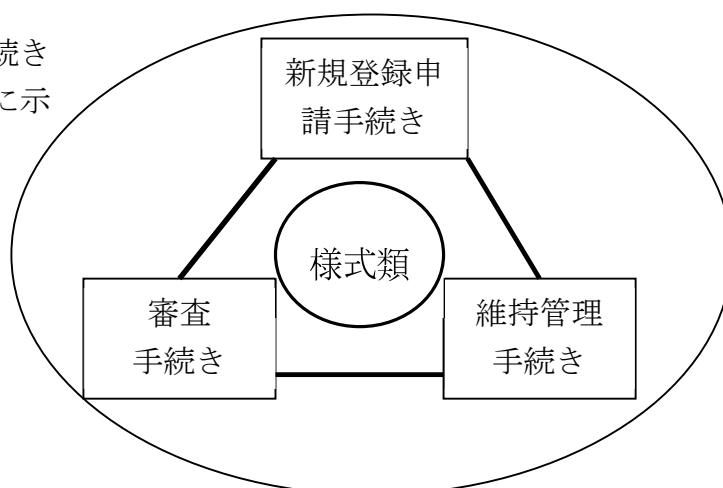 続き
に示
新規登録申
請手続き
様式類
審査
手続き
維持管理
手続き